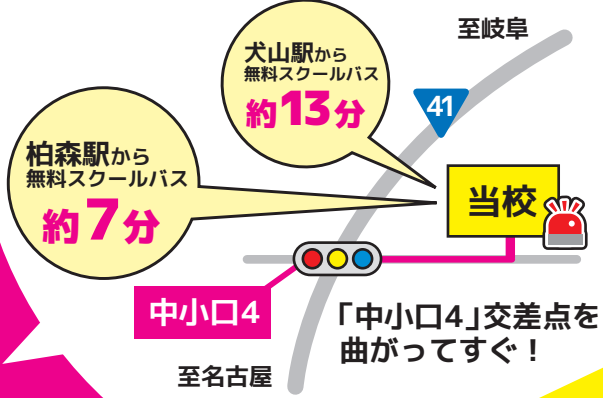 至岐阜
犬山駅から
無料スクールバス
約13分
41
柏森駅から
無料スクールバス
約7分
当校
中小口4
「中小口4」交差点を
曲がってすぐ！
至名古屋